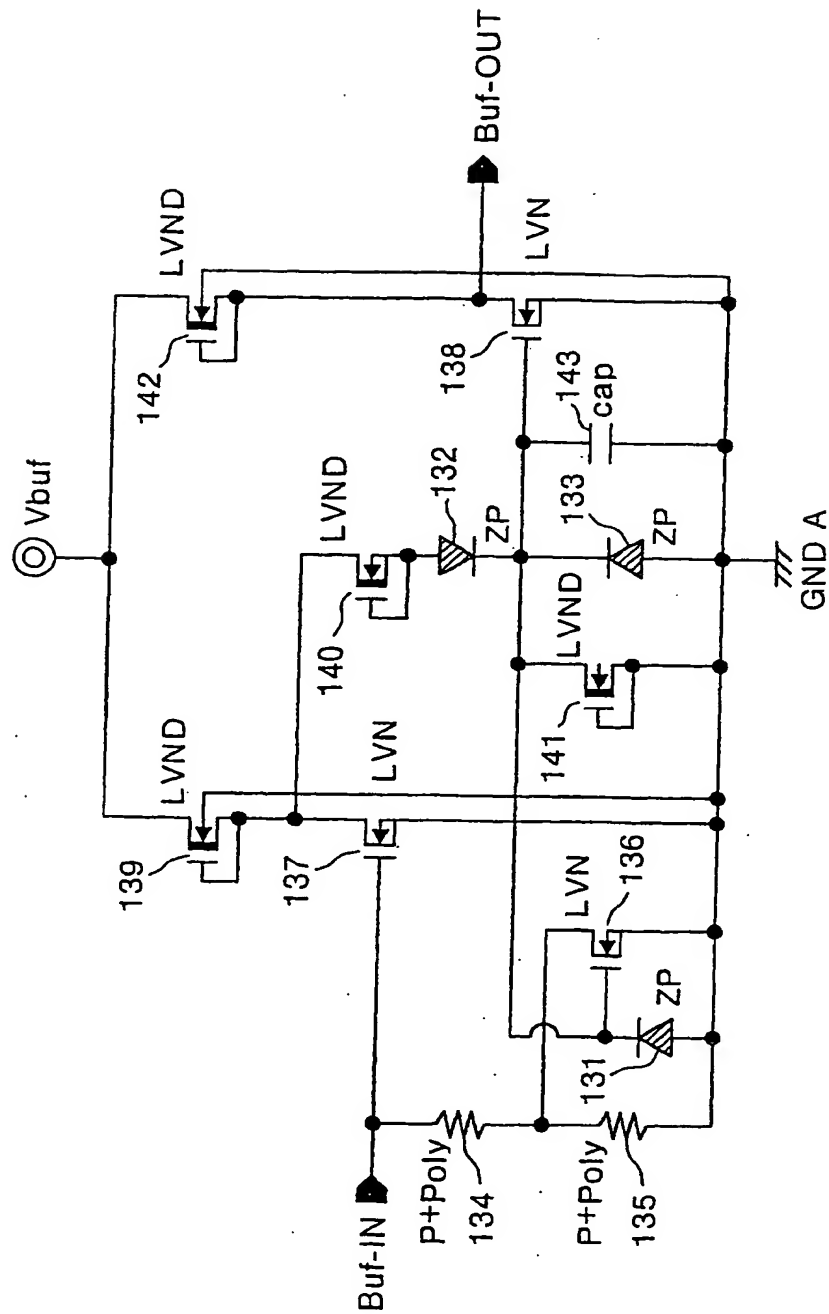 Vbuf
LVND
139
LVND
142
LVND
140
132
ZP
Buf-OUT
Buf-IN
LVN
137
138
LVN
143
cap
P+Poly
134
LVN
136
LVND
141
133
ZP
P+Poly
135
131
ZP
GND A